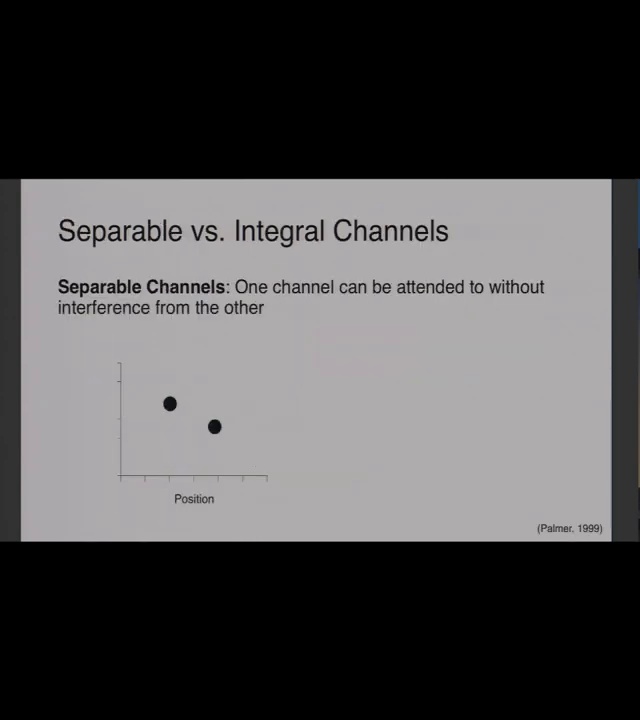 Separable vs. Integral Channels
Separable Channels: One channel can be attended to without
interference from the other
Position
(Palmer, 1999)